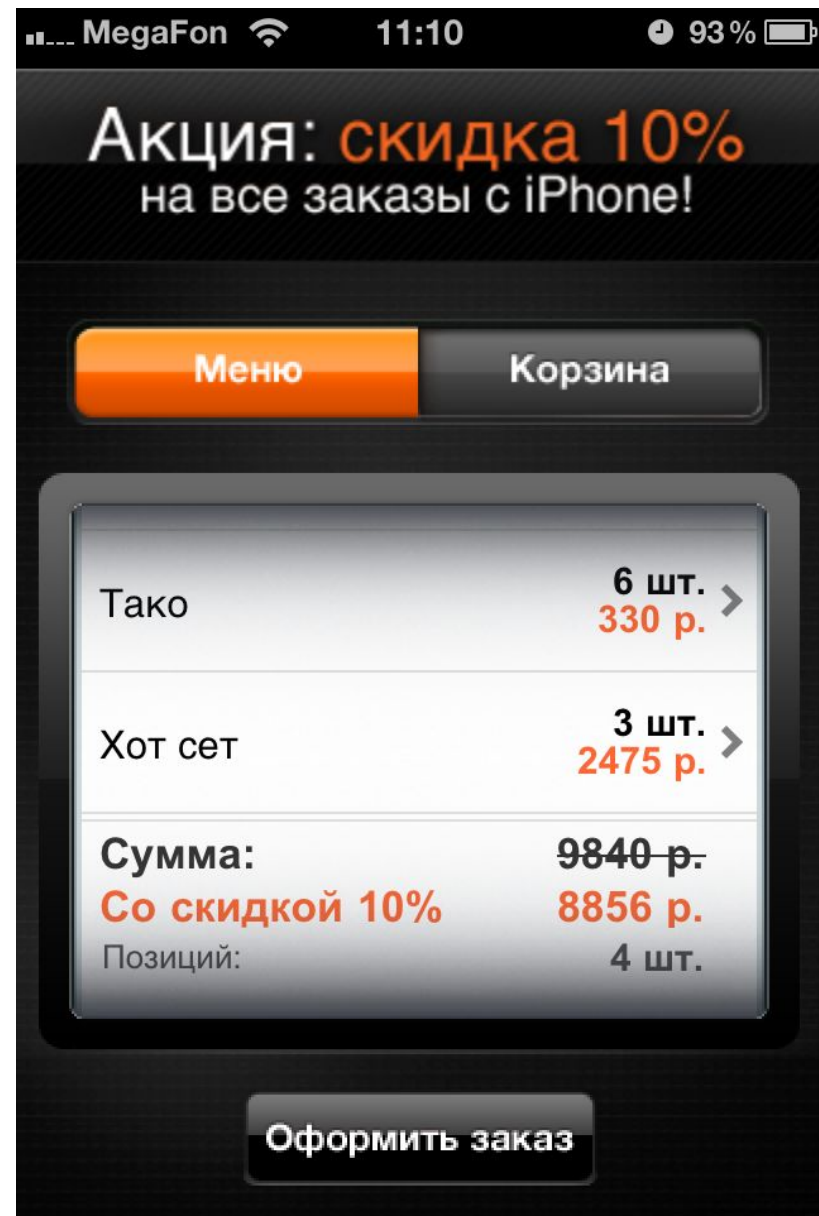 MegaFon 11:10 93%
Акция: скидка 10%
на все заказы с iPhone!
Меню Корзина
Тако 6 шт.
330 р.
Хот сет 3 шт.
2475 р.
Сумма: 9840 р.
Со скидкой 10% 8856 р.
Позиций: 4 шт.
Оформить заказ